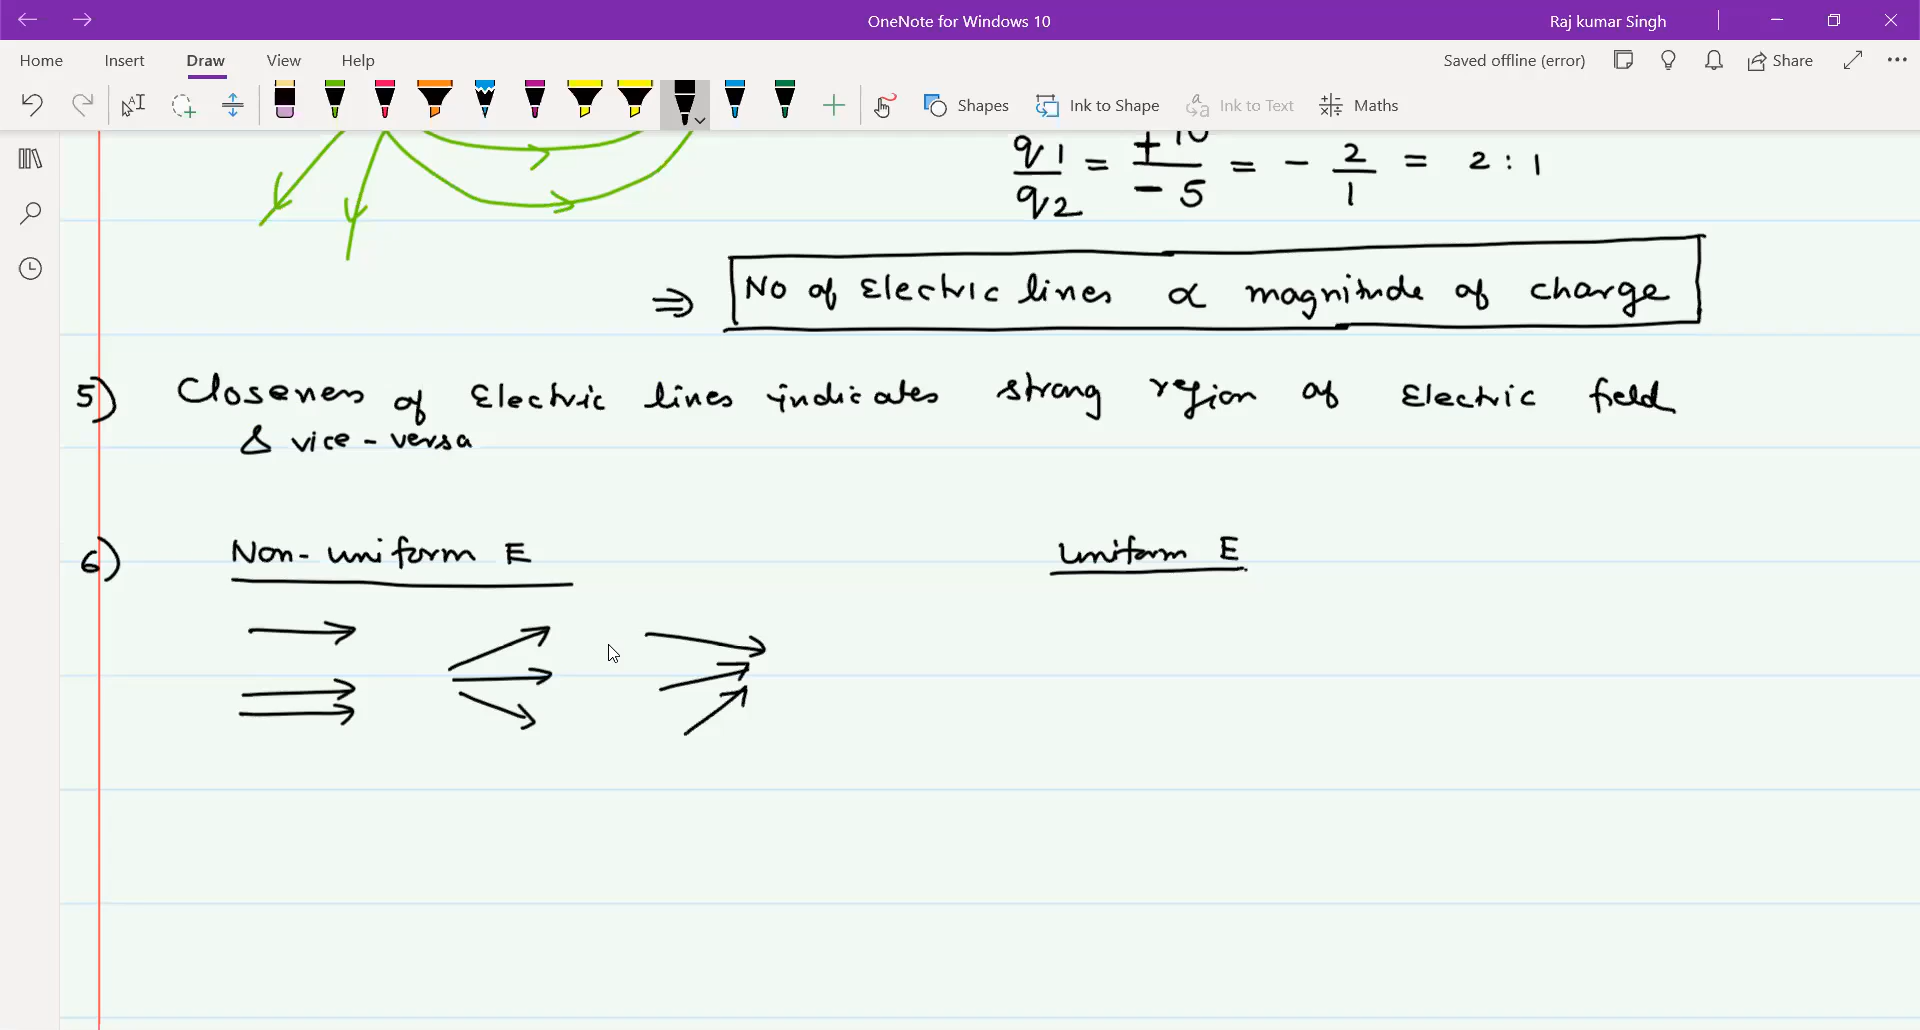 OneNote for Windows 10
Raj kumar Singh
Home Insert Draw View Help
Saved offline (error) Share
Shapes Ink to Shape Ink to Text Maths
q1/q2 = +10/-5 = - 2/1 = 2 : 1
⇒ No of Electric lines ∝ magnitude of charge
5) Closeness of Electric lines indicates strong region of Electric field
& vice - versa
6) Non- uniform E
Uniform E